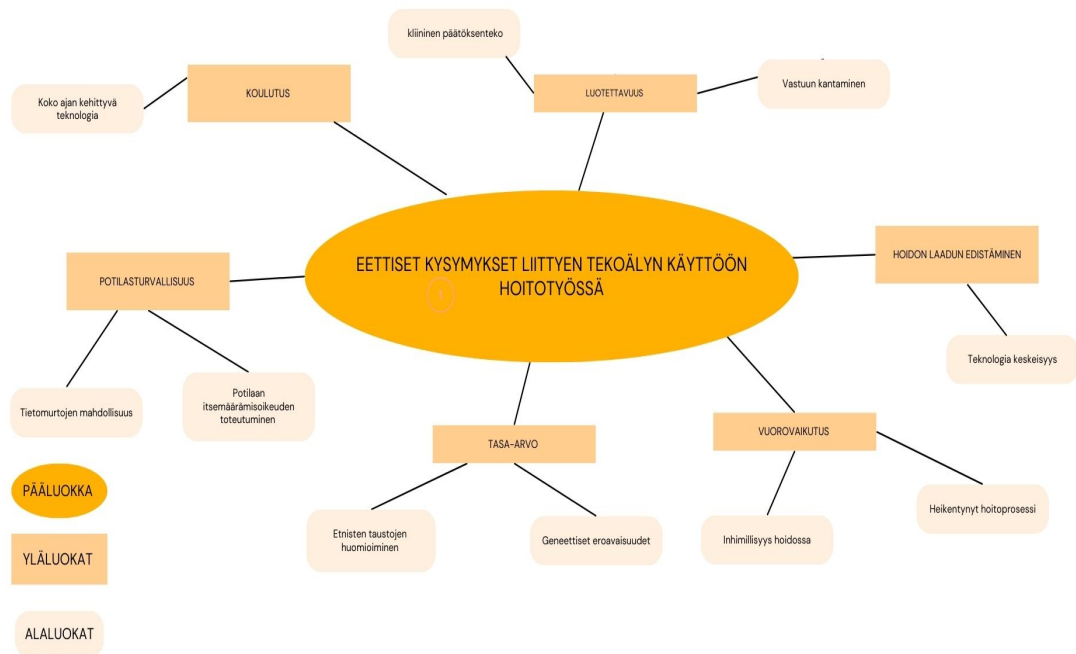 kliininen päätöksenteko
KOULUTUS
LUOTETTAVUUS
Vastuun kantaminen
Koko ajan kehittyvä
teknologia
EETTISET KYSYMYKSET LIITTYEN TEKOÄLYN KÄYTTÖÖN
HOITOTYÖSSÄ
1
HOIDON LAADUN EDISTÄMINEN
POTILASTURVALLISUUS
Teknologia keskeisyys
Tietomurtojen mahdollisuus
Potilaan
itsemäärämisoikeuden
toteutuminen
TASA-ARVO
VUOROVAIKUTUS
Etnisten taustojen
huomioiminen
Geneettiset eroavaisuudet
Inhimillisyys hoidossa
Heikentynyt hoitoprosessi
PÄÄLUOKKA
YLÄLUOKAT
ALALUOKAT